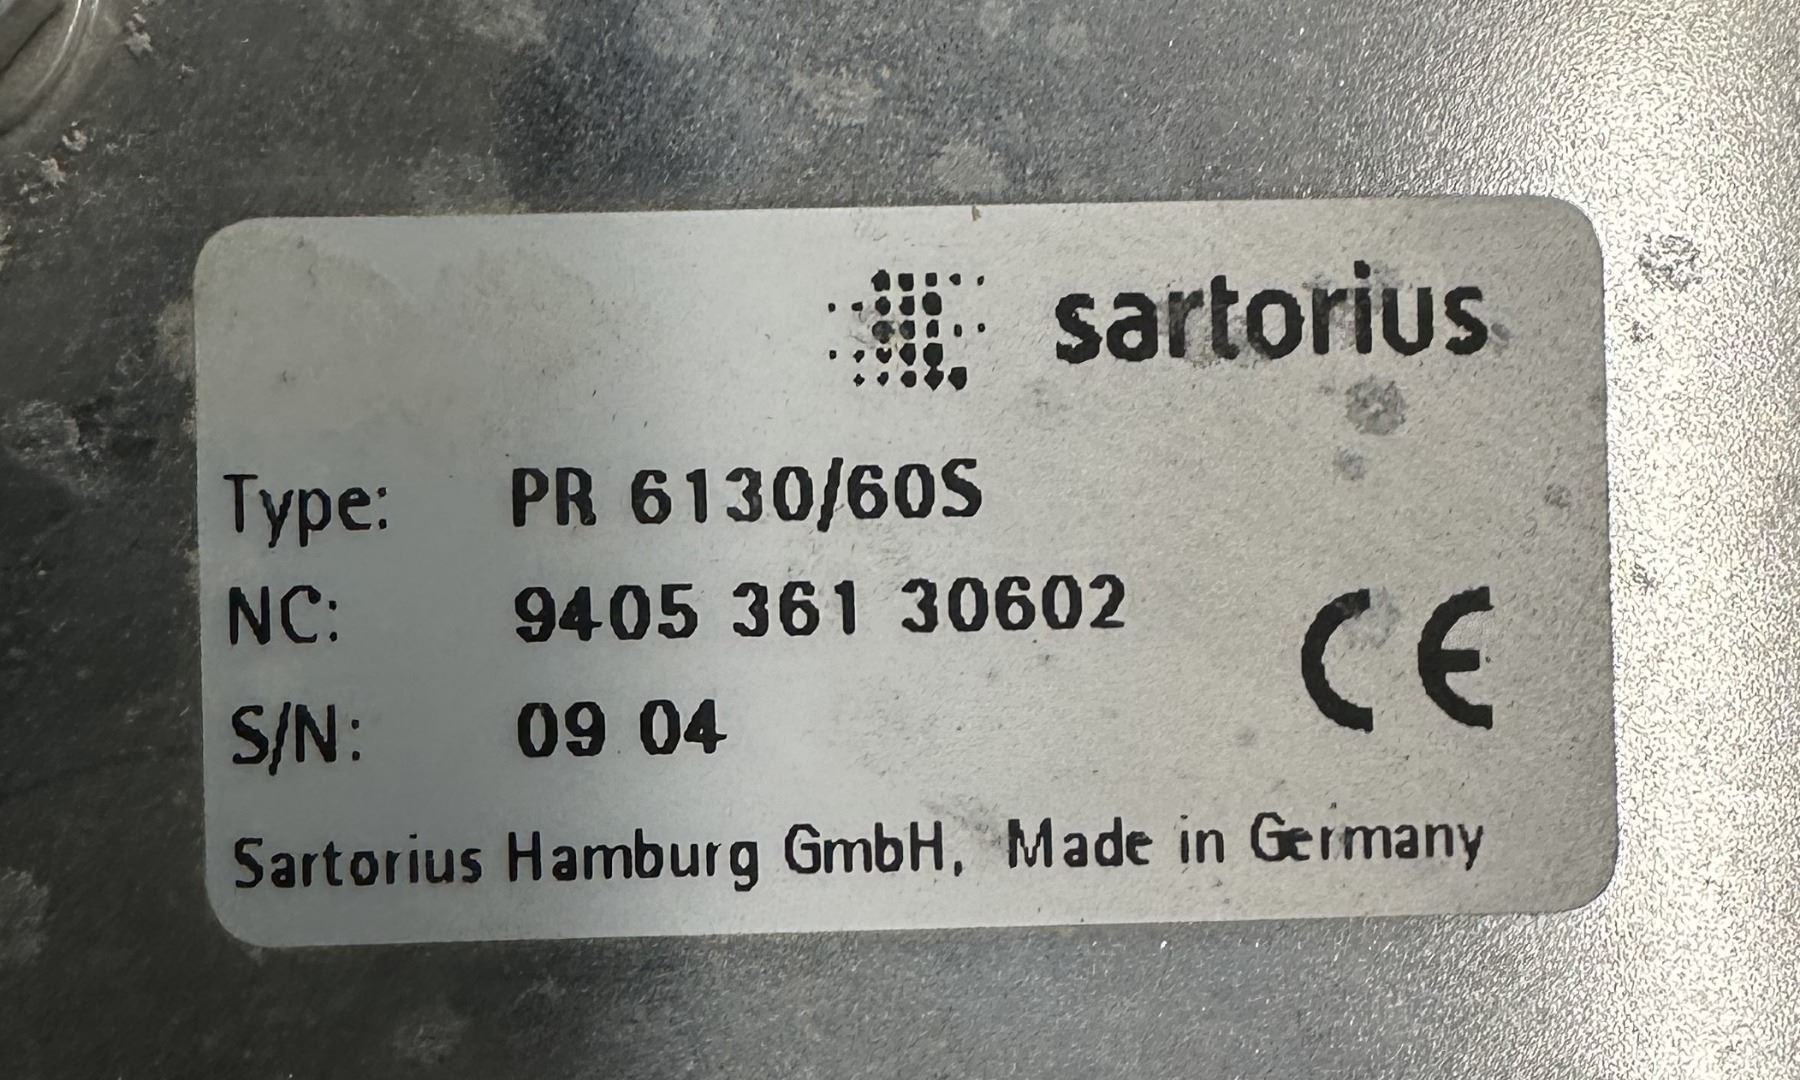 sartorius
Type: PR 6130/60S
NC: 9405 361 30602
CE
S/N: 09 04
Sartorius Hamburg GmbH, Made in Germany